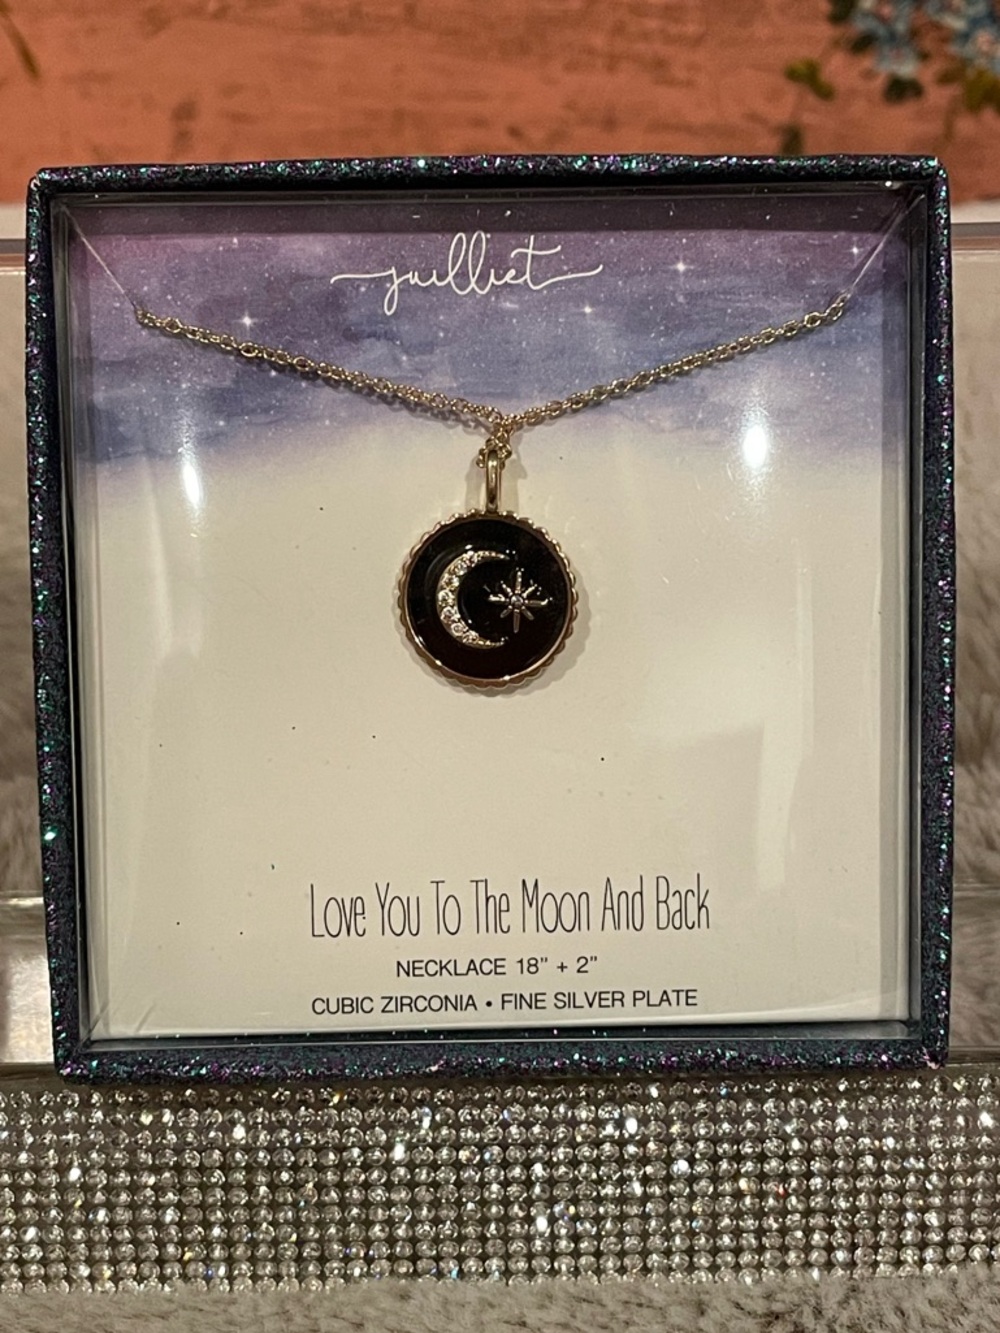 juilliet
Love You To The Moon And Back
NECKLACE 18” + 2”
CUBIC ZIRCONIA • FINE SILVER PLATE